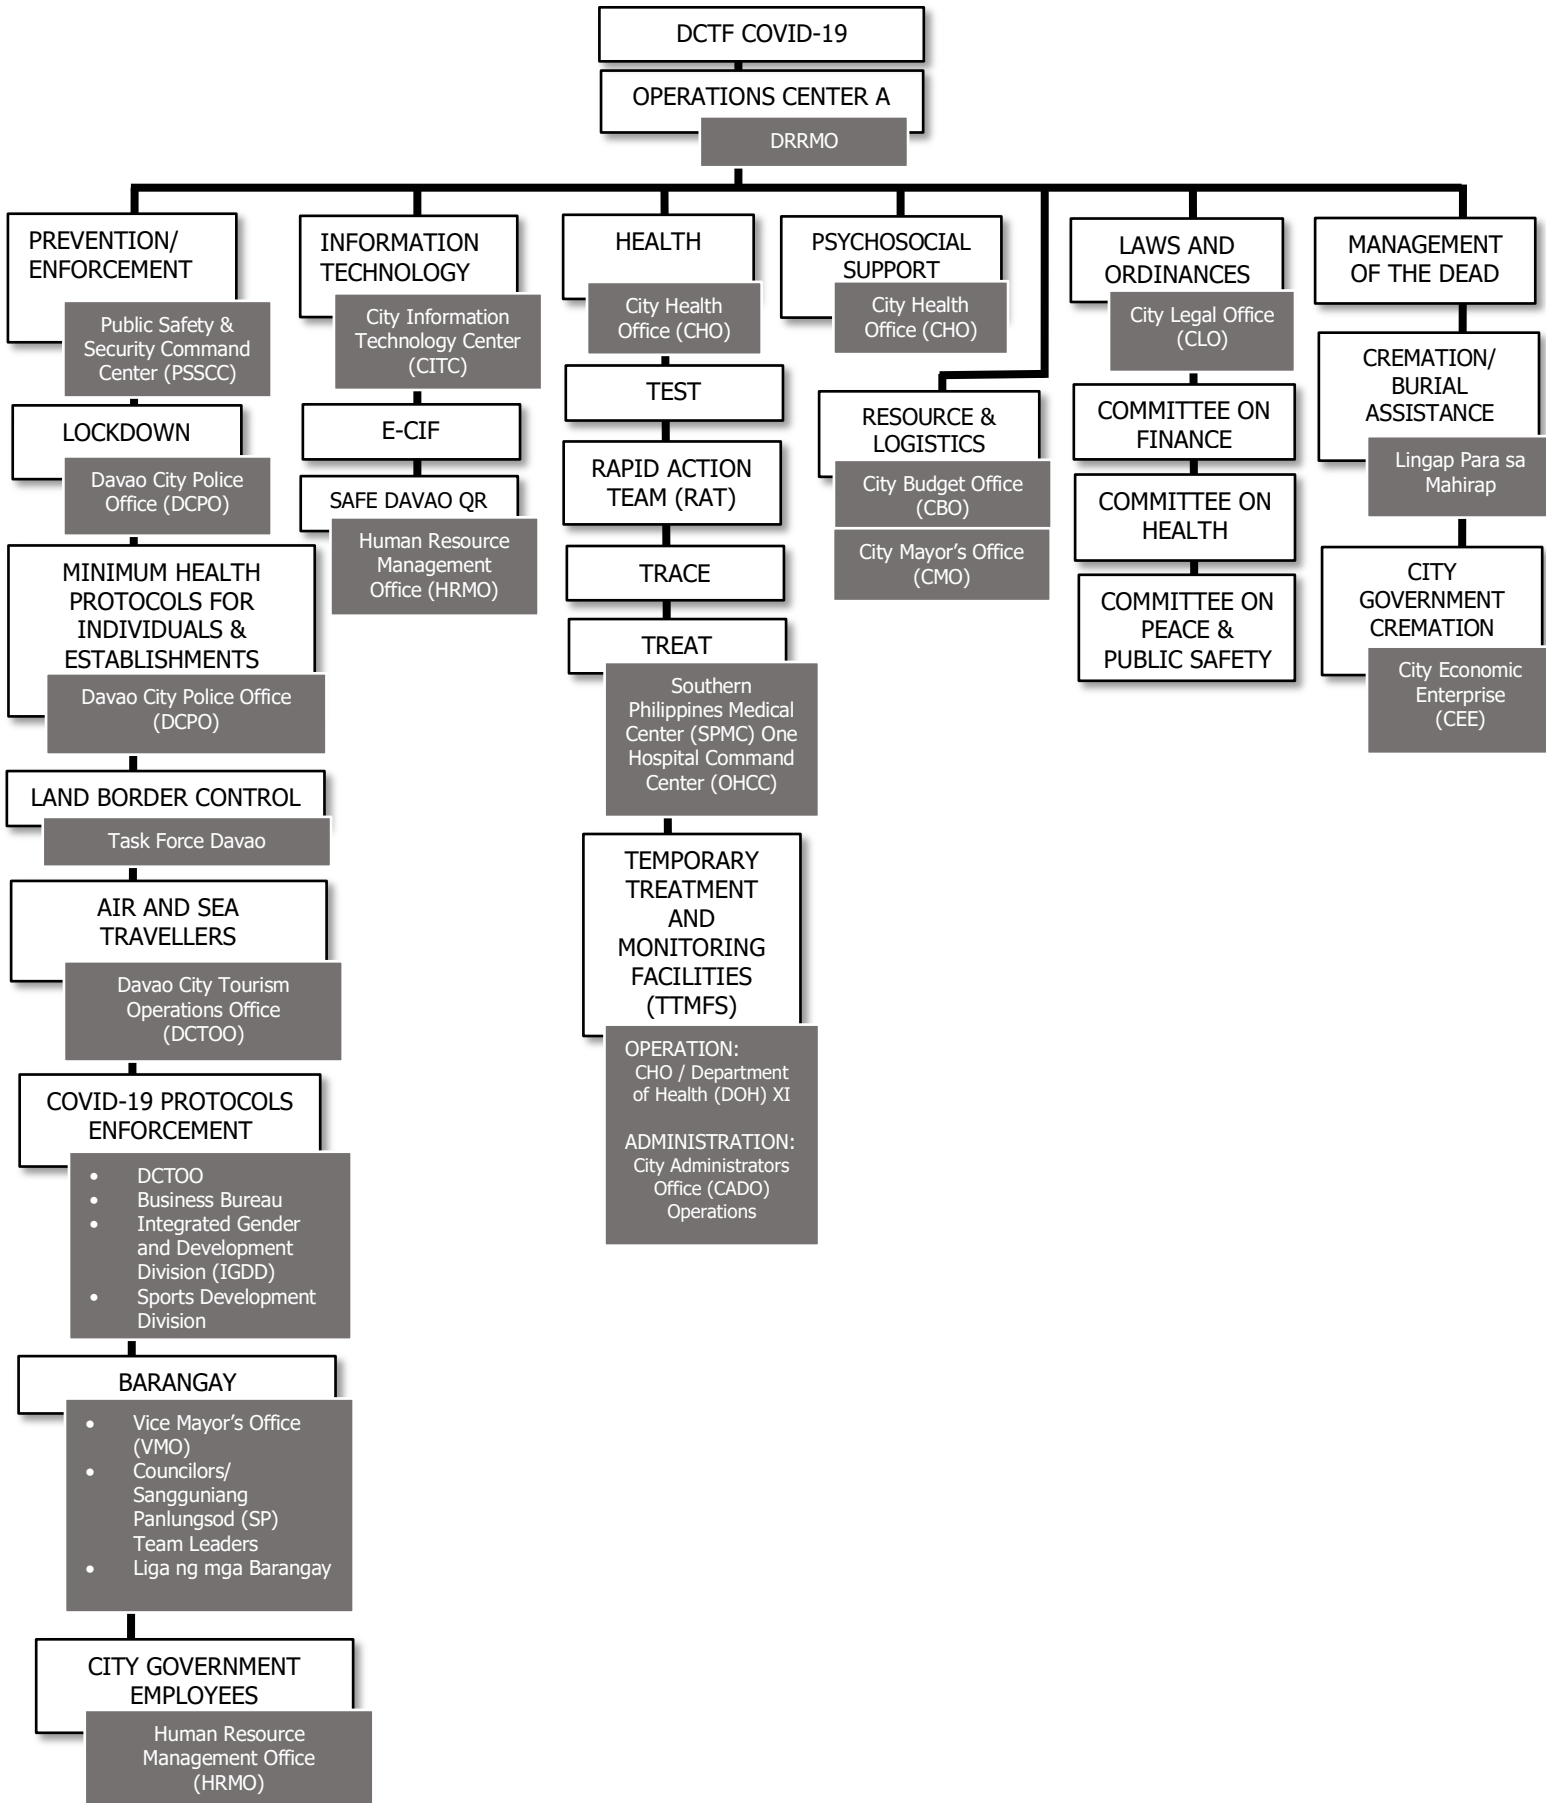 DCTF COVID-19
OPERATIONS CENTER A
DRRMO
PREVENTION/
ENFORCEMENT
Public Safety &
Security Command
Center (PSSCC)
LOCKDOWN
Davao City Police
Office (DCPO)
MINIMUM HEALTH
PROTOCOLS FOR
INDIVIDUALS &
ESTABLISHMENTS
Davao City Police Office
(DCPO)
LAND BORDER CONTROL
Task Force Davao
AIR AND SEA
TRAVELLERS
Davao City Tourism
Operations Office
(DCTOO)
COVID-19 PROTOCOLS
ENFORCEMENT
• DCTOO
• Business Bureau
• Integrated Gender
and Development
Division (IGDD)
• Sports Development
Division
BARANGAY
• Vice Mayor’s Office
(VMO)
• Councilors/
Sangguniang
Panlungsod (SP)
Team Leaders
• Liga ng mga Barangay
CITY GOVERNMENT
EMPLOYEES
Human Resource
Management Office
(HRMO)
INFORMATION
TECHNOLOGY
City Information
Technology Center
(CITC)
E-CIF
SAFE DAVAO QR
Human Resource
Management
Office (HRMO)
HEALTH
City Health
Office (CHO)
TEST
RAPID ACTION
TEAM (RAT)
TRACE
TREAT
Southern
Philippines Medical
Center (SPMC) One
Hospital Command
Center (OHCC)
TEMPORARY
TREATMENT
AND
MONITORING
FACILITIES
(TTMFS)
OPERATION:
CHO / Department
of Health (DOH) XI
ADMINISTRATION:
City Administrators
Office (CADO)
Operations
PSYCHOSOCIAL
SUPPORT
City Health
Office (CHO)
RESOURCE &
LOGISTICS
City Budget Office
(CBO)
City Mayor’s Office
(CMO)
LAWS AND
ORDINANCES
City Legal Office
(CLO)
COMMITTEE ON
FINANCE
COMMITTEE ON
HEALTH
COMMITTEE ON
PEACE &
PUBLIC SAFETY
MANAGEMENT
OF THE DEAD
CREMATION/
BURIAL
ASSISTANCE
Lingap Para sa
Mahirap
CITY
GOVERNMENT
CREMATION
City Economic
Enterprise
(CEE)